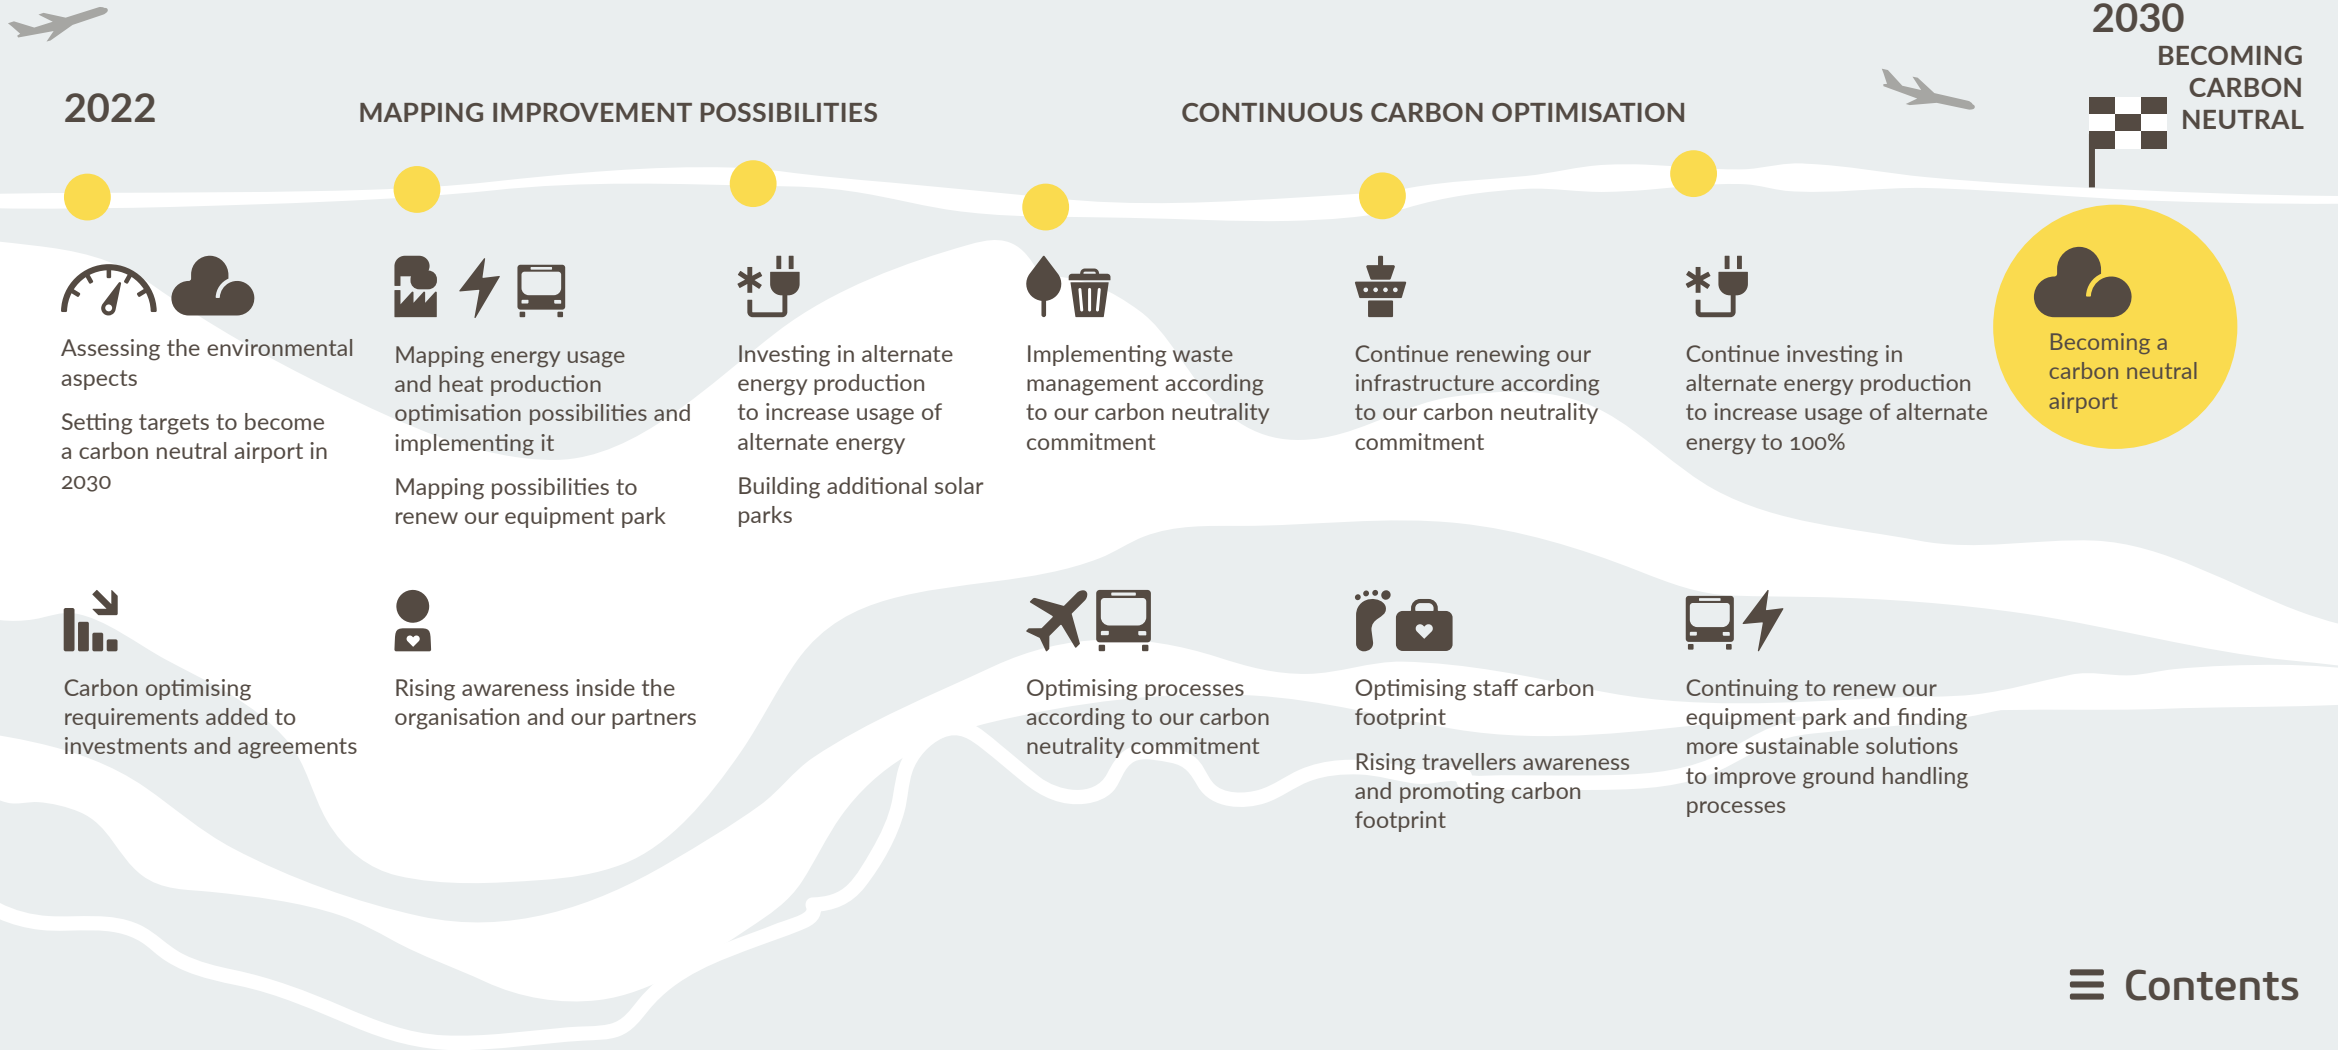 2030
BECOMING
CARBON
NEUTRAL
2022
MAPPING IMPROVEMENT POSSIBILITIES
CONTINUOUS CARBON OPTIMISATION
Assessing the environmental
aspects
Setting targets to become
a carbon neutral airport in
2030
Mapping energy usage
and heat production
optimisation possibilities and
implementing it
Mapping possibilities to
renew our equipment park
Investing in alternate
energy production
to increase usage of
alternate energy
Building additional solar
parks
Implementing waste
management according
to our carbon neutrality
commitment
Continue renewing our
infrastructure according
to our carbon neutrality
commitment
Continue investing in
alternate energy production
to increase usage of alternate
energy to 100%
Becoming a
carbon neutral
airport
Carbon optimising
requirements added to
investments and agreements
Rising awareness inside the
organisation and our partners
Optimising processes
according to our carbon
neutrality commitment
Optimising staff carbon
footprint
Rising travellers awareness
and promoting carbon
footprint
Continuing to renew our
equipment park and finding
more sustainable solutions
to improve ground handling
processes
Contents